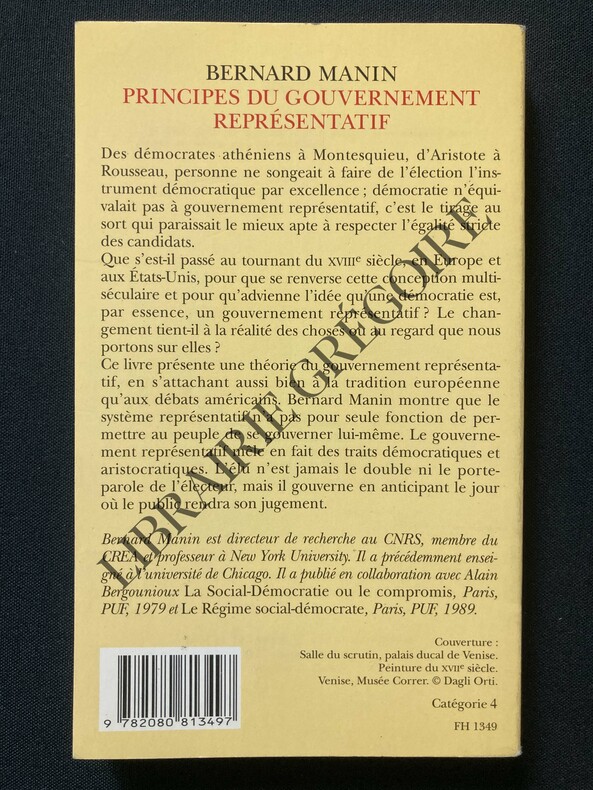 BERNARD MANIN
PRINCIPES DU GOUVERNEMENT
REPRÉSENTATIF
Des démocrates athéniens à Montesquieu, d'Aristote à
Rousseau, personne ne songeait à faire de l'élection l'ins-
trument démocratique par excellence ; démocratie n'équi-
valait pas à gouvernement représentatif, c'est le tirage au
sort qui paraissait le mieux apte à respecter l'égalité stricte
des candidats.
Que s'est-il passé au tournant du XVIIIe siècle, en Europe et
aux États-Unis, pour que se renverse cette conception multi-
séculaire et pour qu'advienne l'idée qu'une démocratie est,
par essence, un gouvernement représentatif ? Le chan-
gement tient-il à la réalité des choses ou au regard que nous
portons sur elles ?
Ce livre présente une théorie du gouvernement représenta-
tif, en s'attachant aussi bien à la tradition européenne
qu'aux débats américains. Bernard Manin montre que le
système représentatif n'a pas pour seule fonction de per-
mettre au peuple de se gouverner lui-même. Le gouverne-
ment représentatif mêle en fait des traits démocratiques et
aristocratiques. L'élu n'est jamais le double ni le porte-
parole de l'électeur, mais il gouverne en anticipant le jour
où le public rendra son jugement.
Bernard Manin est directeur de recherche au CNRS, membre du
CREA et professeur à New York University. Il a précédemment ensei-
gné à l'université de Chicago. Il a publié en collaboration avec Alain
Bergounioux La Social-Démocratie ou le compromis, Paris,
PUF, 1979 et Le Régime social-démocrate, Paris, PUF, 1989.
Couverture :
Salle du scrutin, palais ducal de Venise.
Peinture du XVIIe siècle.
Venise, Musée Correr. © Dagli Orti.
Catégorie 4
FH 1349
9 782080 813497
LIBRAIRIE GRÉGOIRE